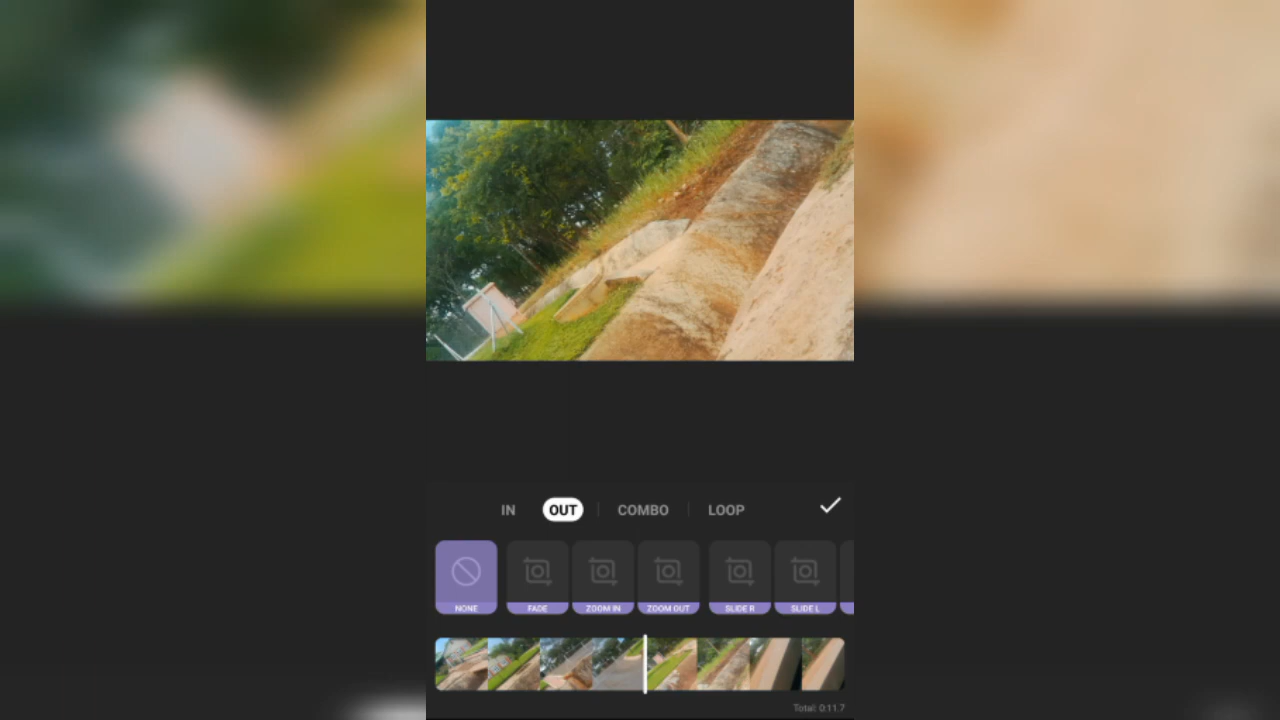 IN OUT COMBO LOOP
NONE FADE ZOOM IN ZOOM OUT SLIDE R SLIDE L
Total: 0:11.7